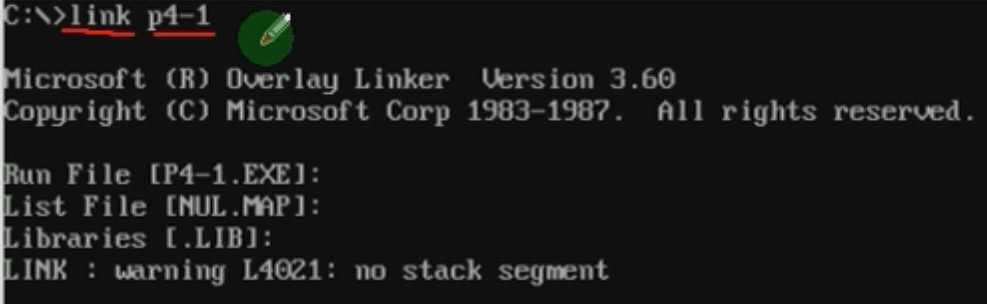 C:\>link p4-1
Microsoft (R) Overlay Linker  Version 3.60
Copyright (C) Microsoft Corp 1983-1987.  All rights reserved.
Run File [P4-1.EXE]:
List File [NUL.MAP]:
Libraries [.LIB]:
LINK : warning L4021: no stack segment